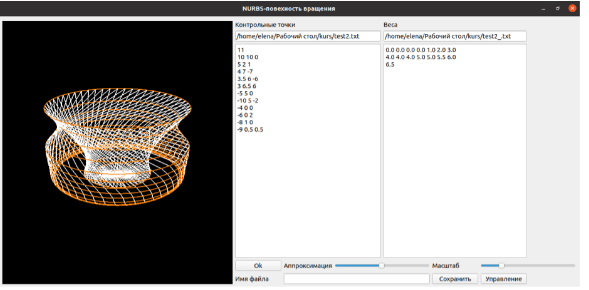 NURBS-повехность вращения
Контрольные точки
Веса
/home/elena/Рабочий стол/kurs/test2.txt
/home/elena/Рабочий стол/kurs/test2_.txt
11
10 10 0
5 2 1
4 7 -7
3.5 6 -6
3 6.5 6
-5 5 0
-10 5 -2
-4 0 0
-6 0 2
-8 1 0
-9 0.5 0.5
0.0 0.0 0.0 0.0 1.0 2.0 3.0
4.0 4.0 4.0 5.0 5.0 5.5 6.0
6.5
Ok
Аппроксимация
Масштаб
Имя файла
Сохранить
Управление